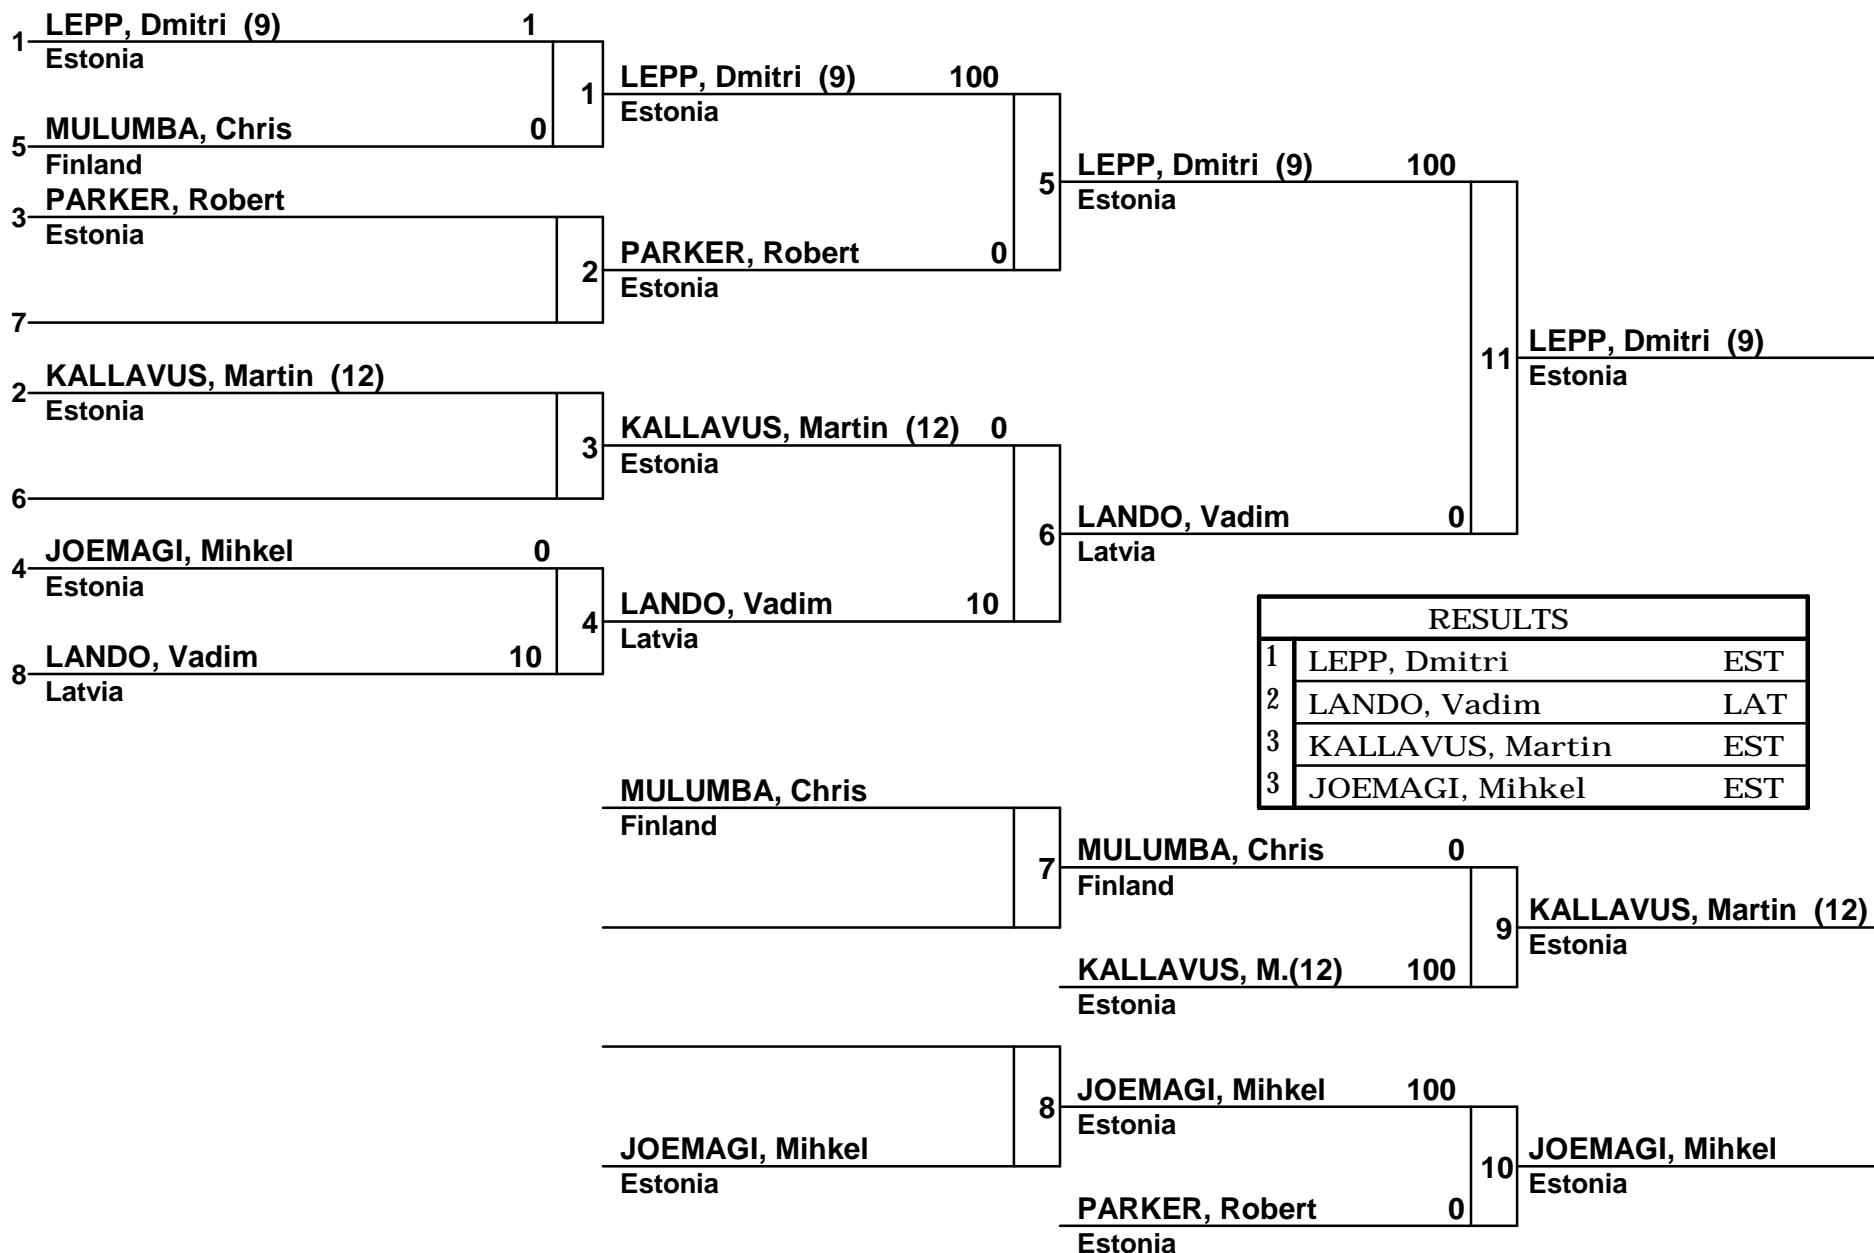 LEPP, Dmitri (9) 1
1
Estonia
MULUMBA, Chris 0
5
Finland
PARKER, Robert
3
Estonia
7
KALLAVUS, Martin (12)
2
Estonia
6
JOEMAGI, Mihkel 0
4
Estonia
LANDO, Vadim 10
8
Latvia
1
LEPP, Dmitri (9) 100
Estonia
2
PARKER, Robert 0
Estonia
3
KALLAVUS, Martin (12) 0
Estonia
4
LANDO, Vadim 10
Latvia
5
LEPP, Dmitri (9) 100
Estonia
6
LANDO, Vadim 0
Latvia
11
LEPP, Dmitri (9)
Estonia
RESULTS
1 LEPP, Dmitri EST
2 LANDO, Vadim LAT
3 KALLAVUS, Martin EST
3 JOEMAGI, Mihkel EST
MULUMBA, Chris
Finland
7
MULUMBA, Chris 0
Finland
KALLAVUS, M.(12) 100
Estonia
9
KALLAVUS, Martin (12)
Estonia
JOEMAGI, Mihkel
Estonia
8
JOEMAGI, Mihkel 100
Estonia
PARKER, Robert 0
Estonia
10
JOEMAGI, Mihkel
Estonia